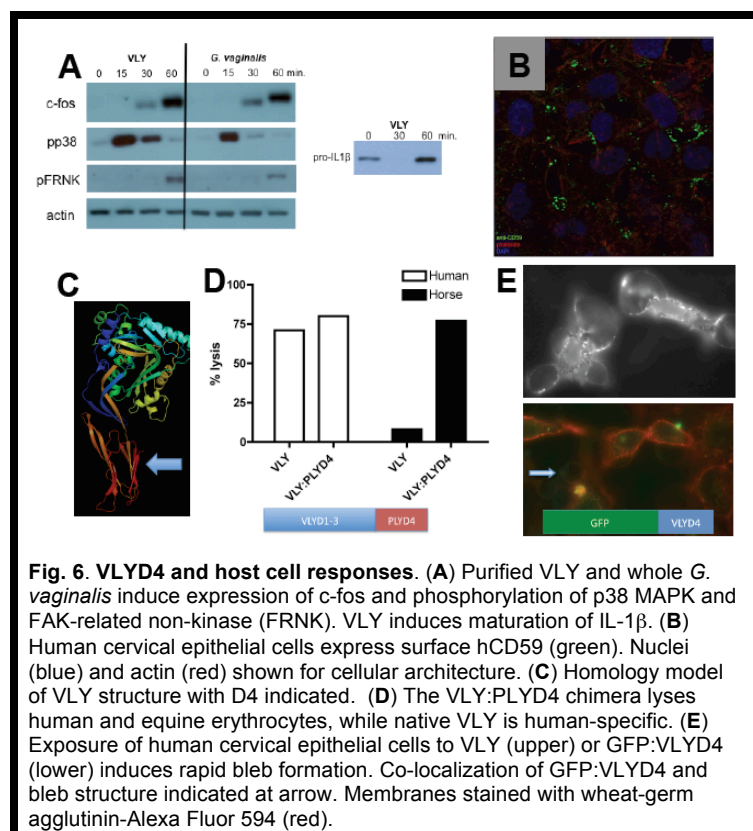 A
VLY
G. vaginalis
0 15 30 60 0 15 30 60 min.
c-fos
pp38
pFRNK
actin
VLY
0 30 60 min.
pro-IL1β
B
anti-CD59
phalloidin
DAPI
C
D
Human
Horse
% lysis
100
75
50
25
0
VLY
VLY:PLYD4
VLY
VLY:PLYD4
VLYD1-3
PLYD4
E
GFP
VLYD4
Fig. 6. VLYD4 and host cell responses. (A) Purified VLY and whole G.
vaginalis induce expression of c-fos and phosphorylation of p38 MAPK and
FAK-related non-kinase (FRNK). VLY induces maturation of IL-1β. (B)
Human cervical epithelial cells express surface hCD59 (green). Nuclei
(blue) and actin (red) shown for cellular architecture. (C) Homology model
of VLY structure with D4 indicated. (D) The VLY:PLYD4 chimera lyses
human and equine erythrocytes, while native VLY is human-specific. (E)
Exposure of human cervical epithelial cells to VLY (upper) or GFP:VLYD4
(lower) induces rapid bleb formation. Co-localization of GFP:VLYD4 and
bleb structure indicated at arrow. Membranes stained with wheat-germ
agglutinin-Alexa Fluor 594 (red).